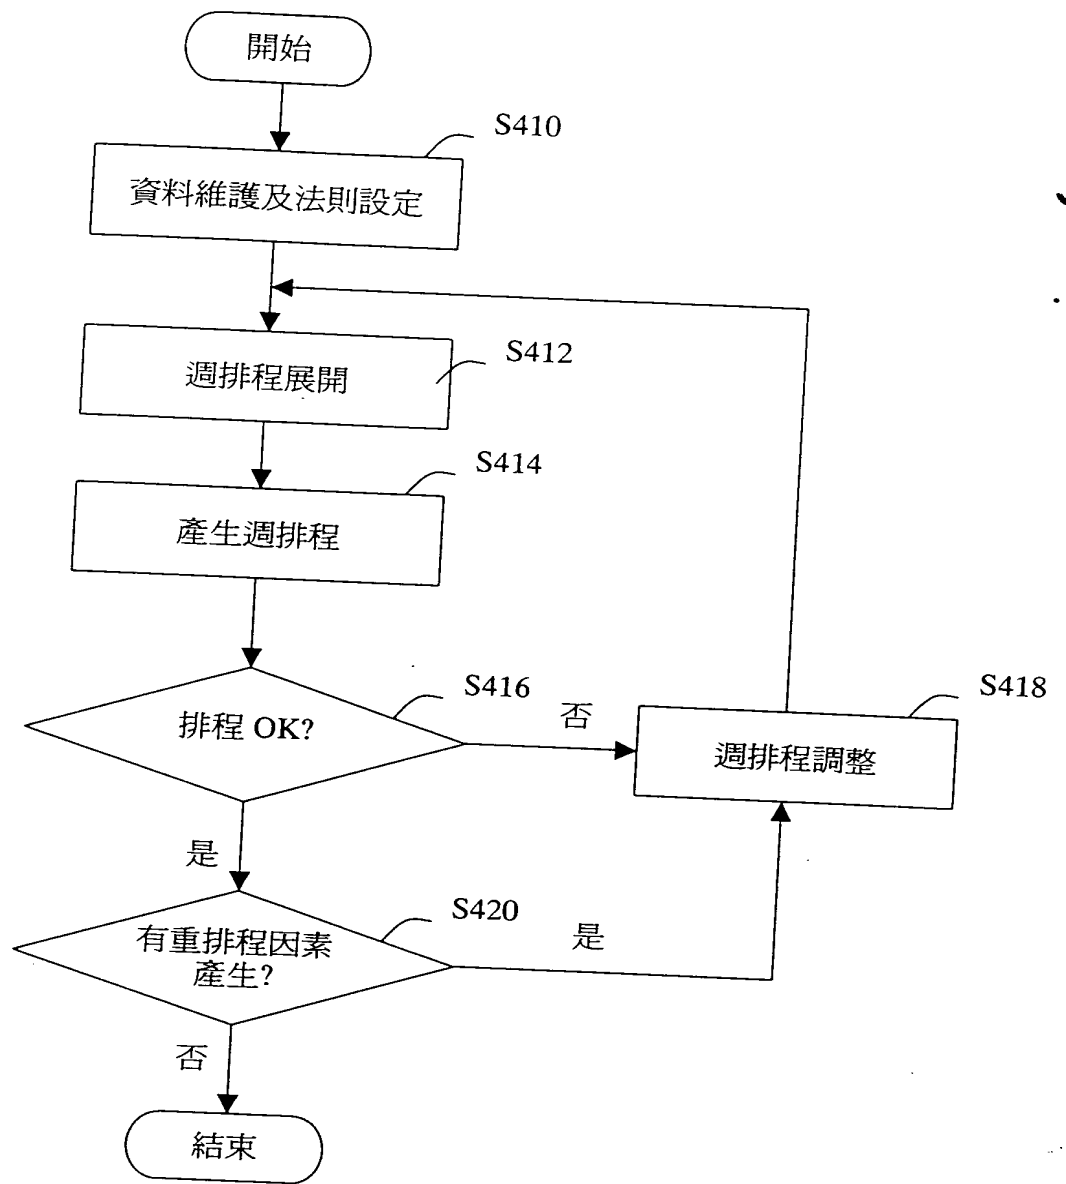 開始
S410
資料維護及法則設定
S412
週排程展開
S414
產生週排程
S416
排程 OK?
否
S418
週排程調整
是
S420
有重排程因素
產生?
是
否
結束